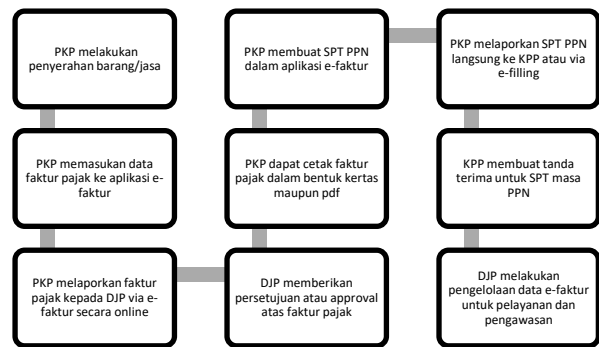 PKP melakukan
penyerahan barang/jasa
PKP memasukan data
faktur pajak ke aplikasi e-
faktur
PKP melaporkan faktur
pajak kepada DJP via e-
faktur secara online
DJP memberikan
persetujuan atau approval
atas faktur pajak
PKP dapat cetak faktur
pajak dalam bentuk kertas
maupun pdf
PKP membuat SPT PPN
dalam aplikasi e-faktur
PKP melaporkan SPT PPN
langsung ke KPP atau via
e-filling
KPP membuat tanda
terima untuk SPT masa
PPN
DJP melakukan
pengelolaan data e-faktur
untuk pelayanan dan
pengawasan